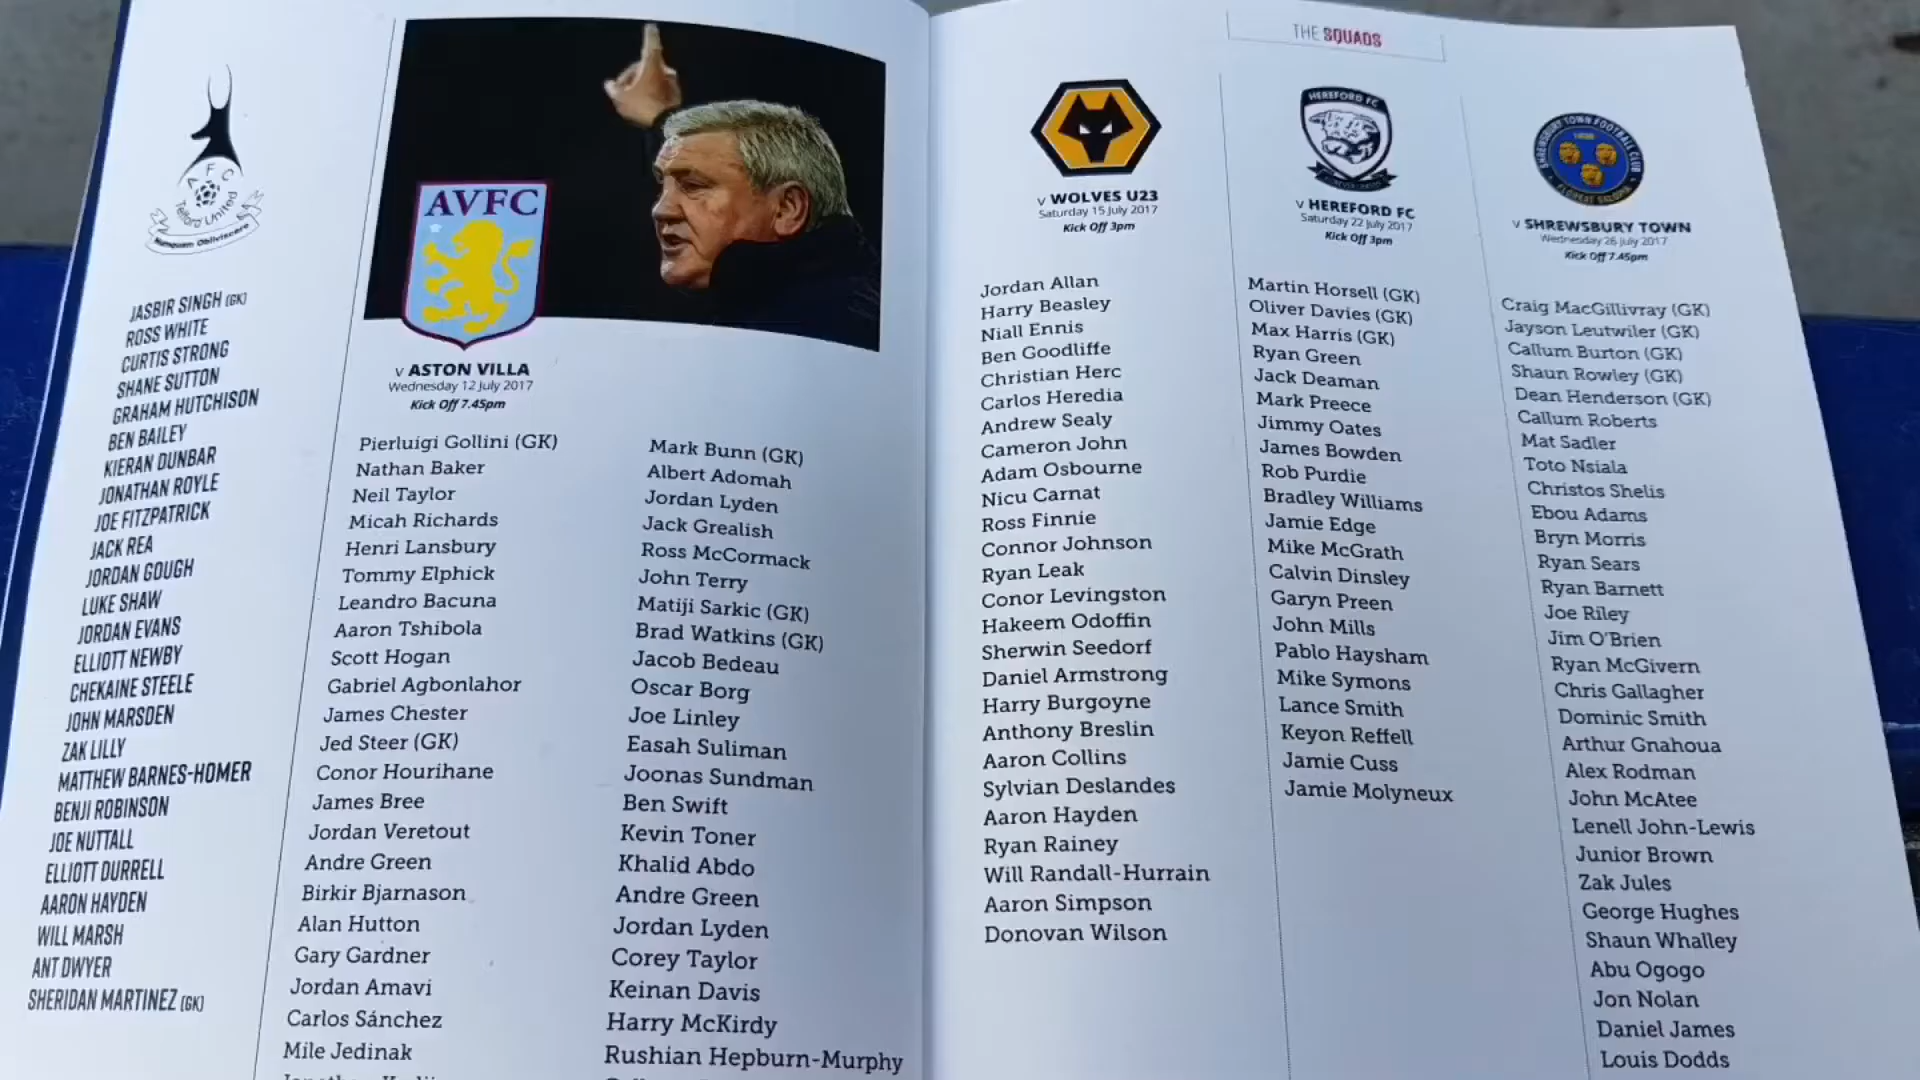 AFC
Telford United
Numquam Obliviscere
JASBIR SINGH (GK)
ROSS WHITE
CURTIS STRONG
SHANE SUTTON
GRAHAM HUTCHISON
BEN BAILEY
KIERAN DUNBAR
JONATHAN ROYLE
JOE FITZPATRICK
JACK REA
JORDAN GOUGH
LUKE SHAW
JORDAN EVANS
ELLIOTT NEWBY
CHEKAINE STEELE
JOHN MARSDEN
ZAK LILLY
MATTHEW BARNES-HOMER
BENJI ROBINSON
JOE NUTTALL
ELLIOTT DURRELL
AARON HAYDEN
WILL MARSH
ANT DWYER
SHERIDAN MARTINEZ (GK)
AVFC
v ASTON VILLA
Wednesday 12 July 2017
Kick Off 7.45pm
Pierluigi Gollini (GK)
Nathan Baker
Neil Taylor
Micah Richards
Henri Lansbury
Tommy Elphick
Leandro Bacuna
Aaron Tshibola
Scott Hogan
Gabriel Agbonlahor
James Chester
Jed Steer (GK)
Conor Hourihane
James Bree
Jordan Veretout
Andre Green
Birkir Bjarnason
Alan Hutton
Gary Gardner
Jordan Amavi
Carlos Sánchez
Mile Jedinak
Mark Bunn (GK)
Albert Adomah
Jordan Lyden
Jack Grealish
Ross McCormack
John Terry
Matiji Sarkic (GK)
Brad Watkins (GK)
Jacob Bedeau
Oscar Borg
Joe Linley
Easah Suliman
Joonas Sundman
Ben Swift
Kevin Toner
Khalid Abdo
Andre Green
Jordan Lyden
Corey Taylor
Keinan Davis
Harry McKirdy
Rushian Hepburn-Murphy
THE SQUADS
v WOLVES U23
Saturday 15 July 2017
Kick Off 3pm
Jordan Allan
Harry Beasley
Niall Ennis
Ben Goodliffe
Christian Herc
Carlos Heredia
Andrew Sealy
Cameron John
Adam Osbourne
Nicu Carnat
Ross Finnie
Connor Johnson
Ryan Leak
Conor Levingston
Hakeem Odoffin
Sherwin Seedorf
Daniel Armstrong
Harry Burgoyne
Anthony Breslin
Aaron Collins
Sylvian Deslandes
Aaron Hayden
Ryan Rainey
Will Randall-Hurrain
Aaron Simpson
Donovan Wilson
HEREFORD FC
v HEREFORD FC
Saturday 22 July 2017
Kick Off 3pm
Martin Horsell (GK)
Oliver Davies (GK)
Max Harris (GK)
Ryan Green
Jack Deaman
Mark Preece
Jimmy Oates
James Bowden
Rob Purdie
Bradley Williams
Jamie Edge
Mike McGrath
Calvin Dinsley
Garyn Preen
John Mills
Pablo Haysham
Mike Symons
Lance Smith
Keyon Reffell
Jamie Cuss
Jamie Molyneux
SHREWSBURY TOWN FOOTBALL CLUB
FLOREAT SALOPIA
v SHREWSBURY TOWN
Wednesday 26 July 2017
Kick Off 7.45pm
Craig MacGillivray (GK)
Jayson Leutwiler (GK)
Callum Burton (GK)
Shaun Rowley (GK)
Dean Henderson (GK)
Callum Roberts
Mat Sadler
Toto Nsiala
Christos Shelis
Ebou Adams
Bryn Morris
Ryan Sears
Ryan Barnett
Joe Riley
Jim O'Brien
Ryan McGivern
Chris Gallagher
Dominic Smith
Arthur Gnahoua
Alex Rodman
John McAtee
Lenell John-Lewis
Junior Brown
Zak Jules
George Hughes
Shaun Whalley
Abu Ogogo
Jon Nolan
Daniel James
Louis Dodds